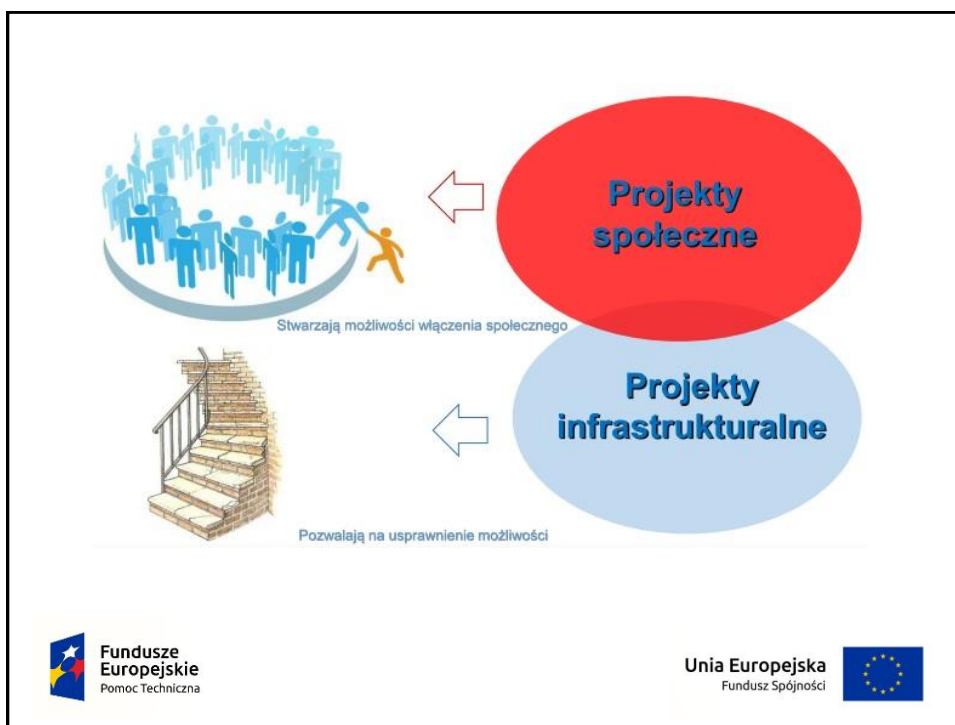 Projekty
społeczne
Stwarzają możliwości włączenia społecznego
Projekty
infrastrukturalne
Pozwalają na usprawnienie możliwości
Fundusze
Europejskie
Pomoc Techniczna
Unia Europejska
Fundusz Spójności